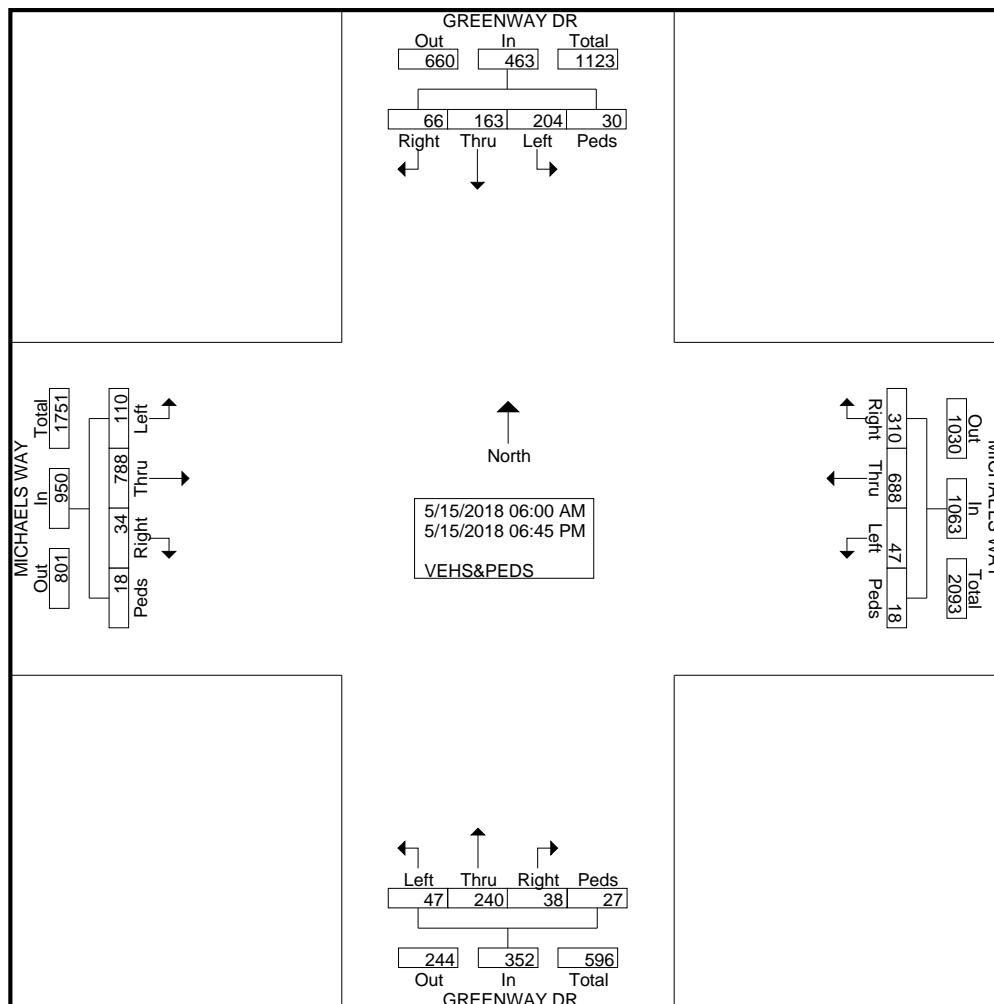 GREENWAY DR
Out In Total
660 463 1123
66 163 204 30
Right Thru Left Peds
MICHAELS WAY
Total In Out
1751 950 801
110 788 34 18
Left Thru Right Peds
North
5/15/2018 06:00 AM
5/15/2018 06:45 PM
VEHS&PEDS
Right Thru Left Peds
310 688 47 18
1030 1063 2093
Out In Total
MICHAELS WAY
Left Thru Right Peds
47 240 38 27
244 352 596
Out In Total
GREENWAY DR